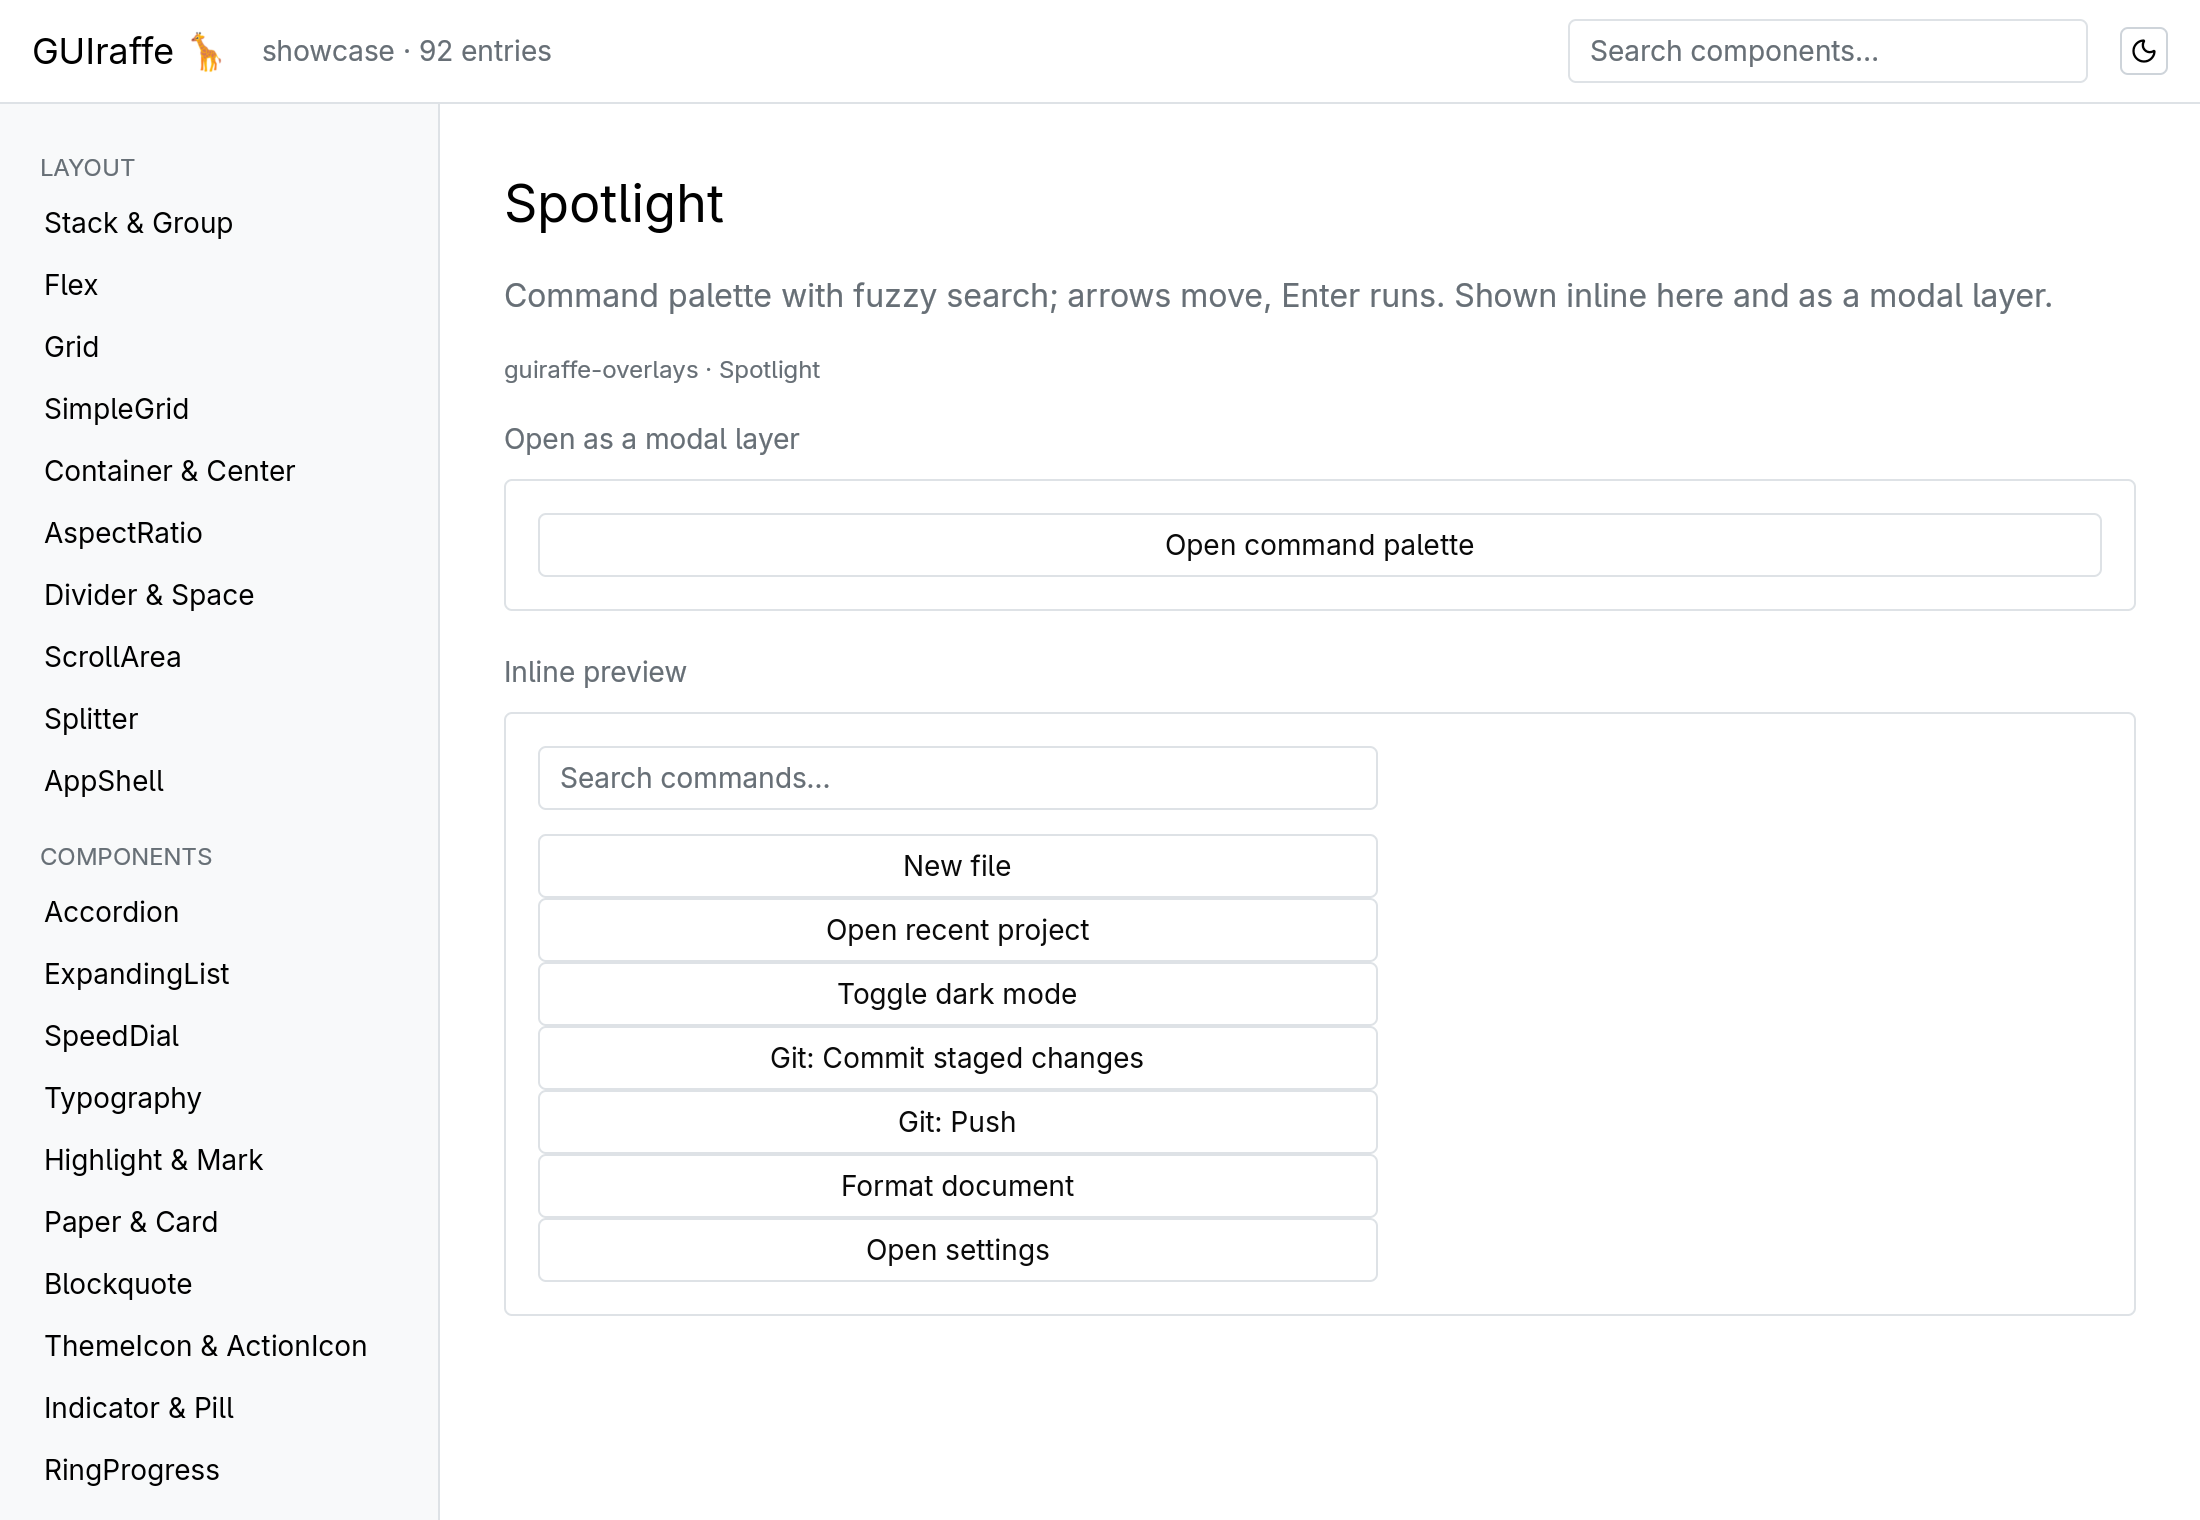 GUIraffe 🦒
showcase · 92 entries
Search components...
LAYOUT
Stack & Group
Flex
Grid
SimpleGrid
Container & Center
AspectRatio
Divider & Space
ScrollArea
Splitter
AppShell
COMPONENTS
Accordion
ExpandingList
SpeedDial
Typography
Highlight & Mark
Paper & Card
Blockquote
ThemeIcon & ActionIcon
Indicator & Pill
RingProgress
Spotlight
Command palette with fuzzy search; arrows move, Enter runs. Shown inline here and as a modal layer.
guiraffe-overlays · Spotlight
Open as a modal layer
Open command palette
Inline preview
Search commands...
New file
Open recent project
Toggle dark mode
Git: Commit staged changes
Git: Push
Format document
Open settings